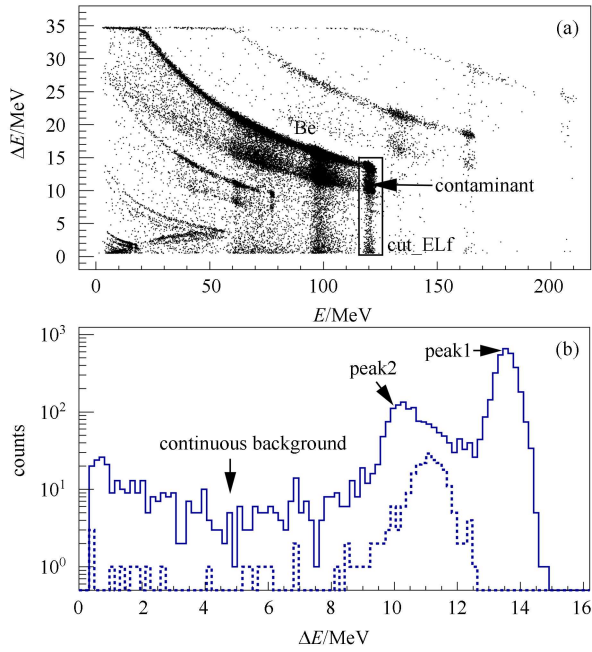 (a)
35
30
25
20
15
10
5
0
ΔE/MeV
Be
contaminant
cut_ELf
0
50
100
150
200
E/MeV
(b)
10³
10²
10¹
10⁰
counts
peak1
peak2
continuous background
0
2
4
6
8
10
12
14
16
ΔE/MeV